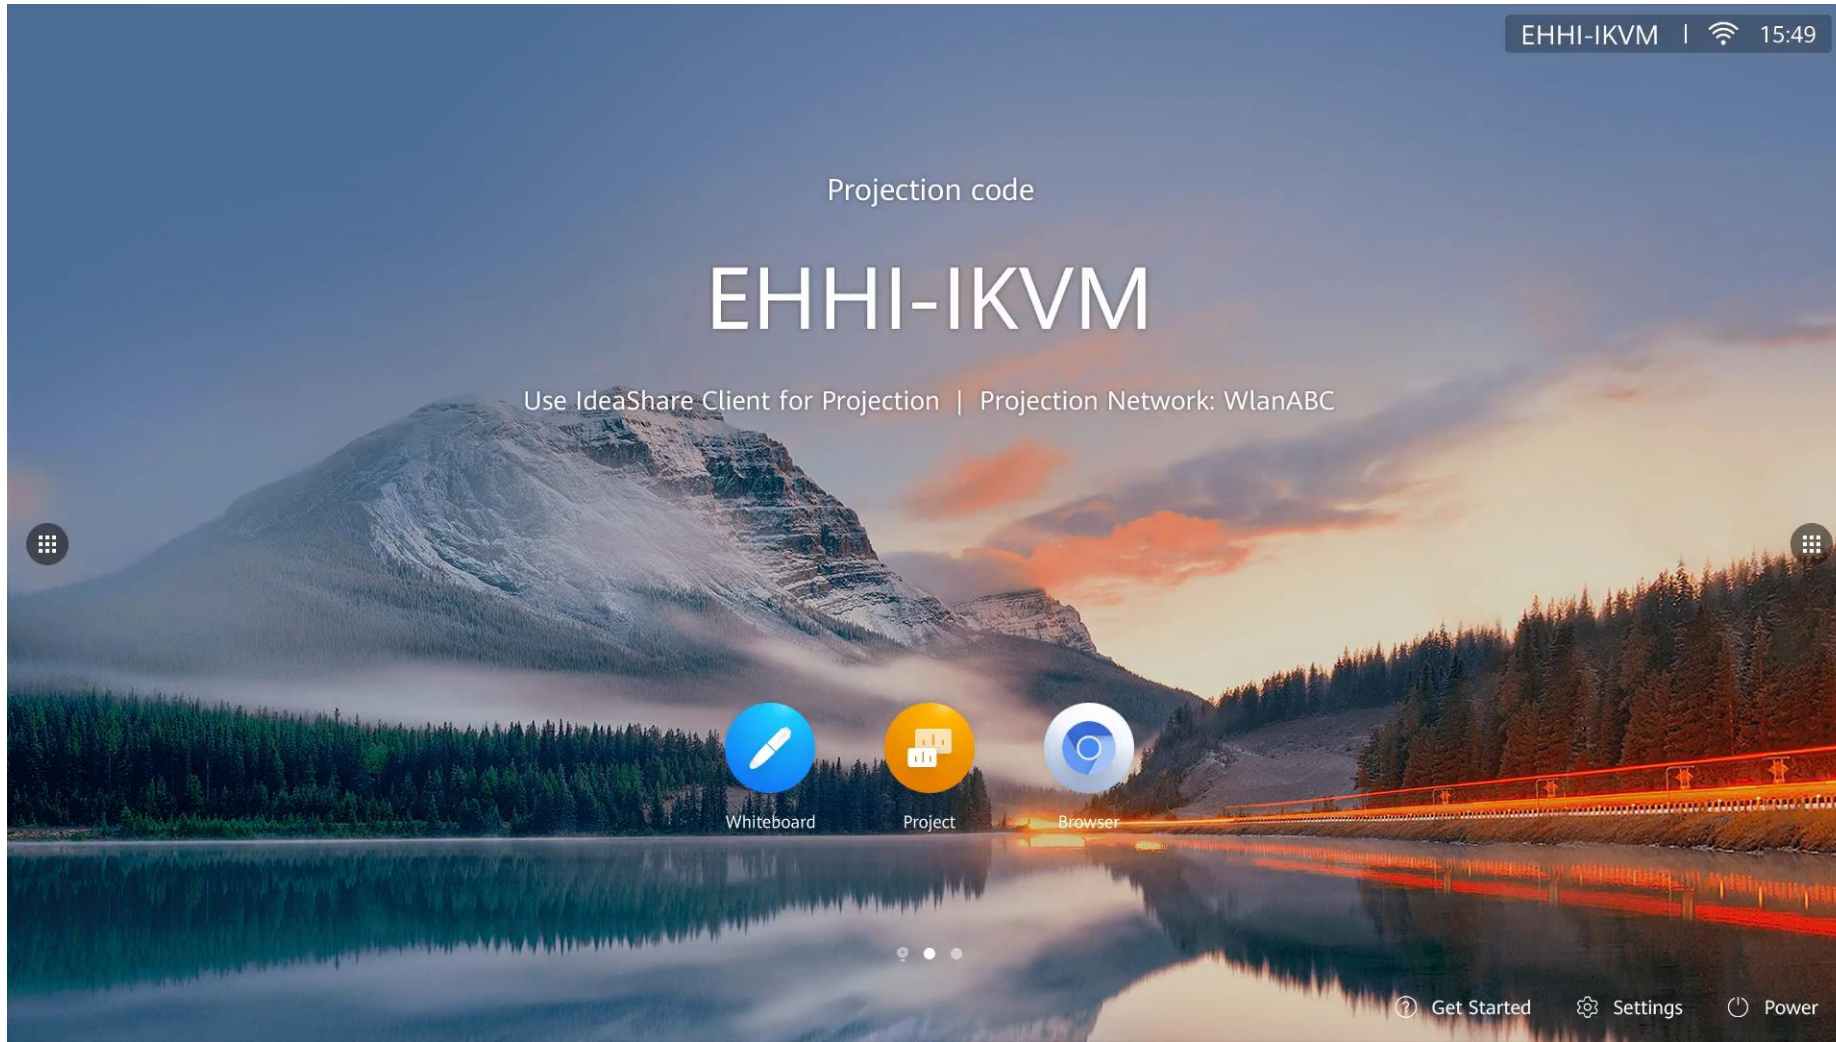 EHHI-IKVM | 15:49
Projection code
EHHI-IKVM
Use IdeaShare Client for Projection | Projection Network: WlanABC
Whiteboard Project Browser
Get Started Settings Power